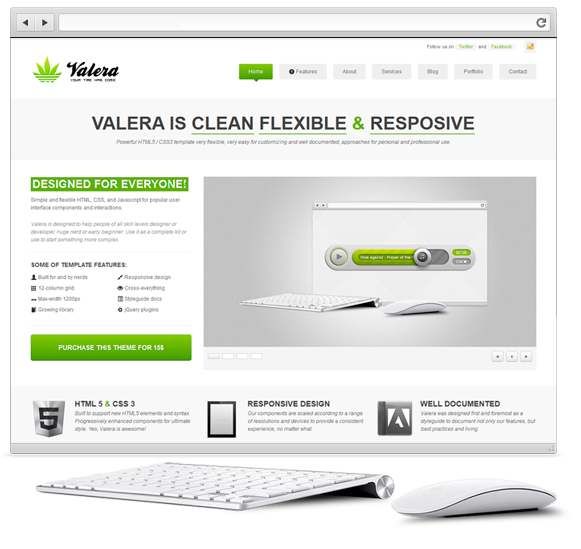 Follow us on Twitter and Facebook
Valera
YOUR TIME HAS COME
Home Features About Services Blog Portfolio Contact
VALERA IS CLEAN FLEXIBLE & RESPOSIVE
Powerful HTML5 / CSS3 template very flexible, very easy for customizing and well documented, approaches for personal and professional use.
DESIGNED FOR EVERYONE!
Simple and flexible HTML, CSS, and Javascript for popular user
interface components and interactions.
Valera is designed to help people of all skill levels designer or
developer, huge nerd or early beginner. Use it as a complete kit or
use to start something more complex.
SOME OF TEMPLATE FEATURES:
Built for and by nerds Responsive design
12-column grid Cross-everything
Max-width 1200px Styleguide docs
Growing library jQuery plugins
PURCHASE THIS THEME FOR 15$
Rise against - Prayer of the
HTML 5 & CSS 3
Built to support new HTML5 elements and syntax.
Progressively enhanced components for ultimate
style. Yes, Valera is awesome!
RESPONSIVE DESIGN
Our components are scaled according to a range
of resolutions and devices to provide a consistent
experience, no matter what.
WELL DOCUMENTED
Valera was designed first and foremost as a
styleguide to document not only our features, but
best practices and living